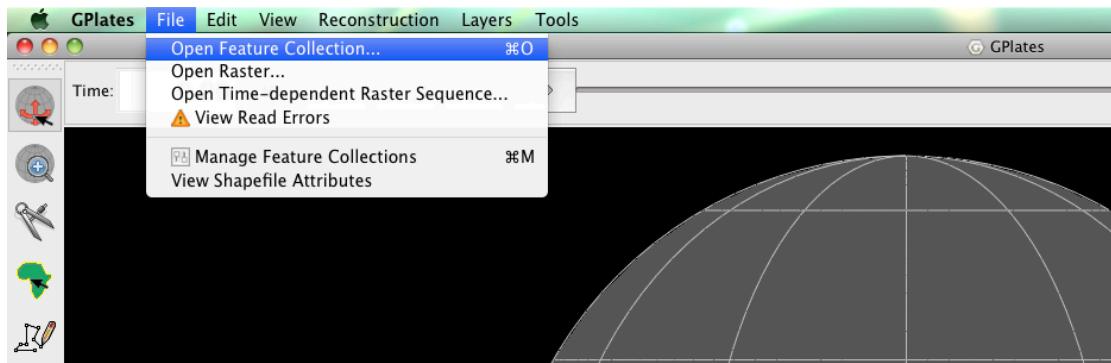 GPlates File Edit View Reconstruction Layers Tools
GPlates
Time:
Open Feature Collection... ⌘O
Open Raster...
Open Time-dependent Raster Sequence...
View Read Errors
Manage Feature Collections ⌘M
View Shapefile Attributes